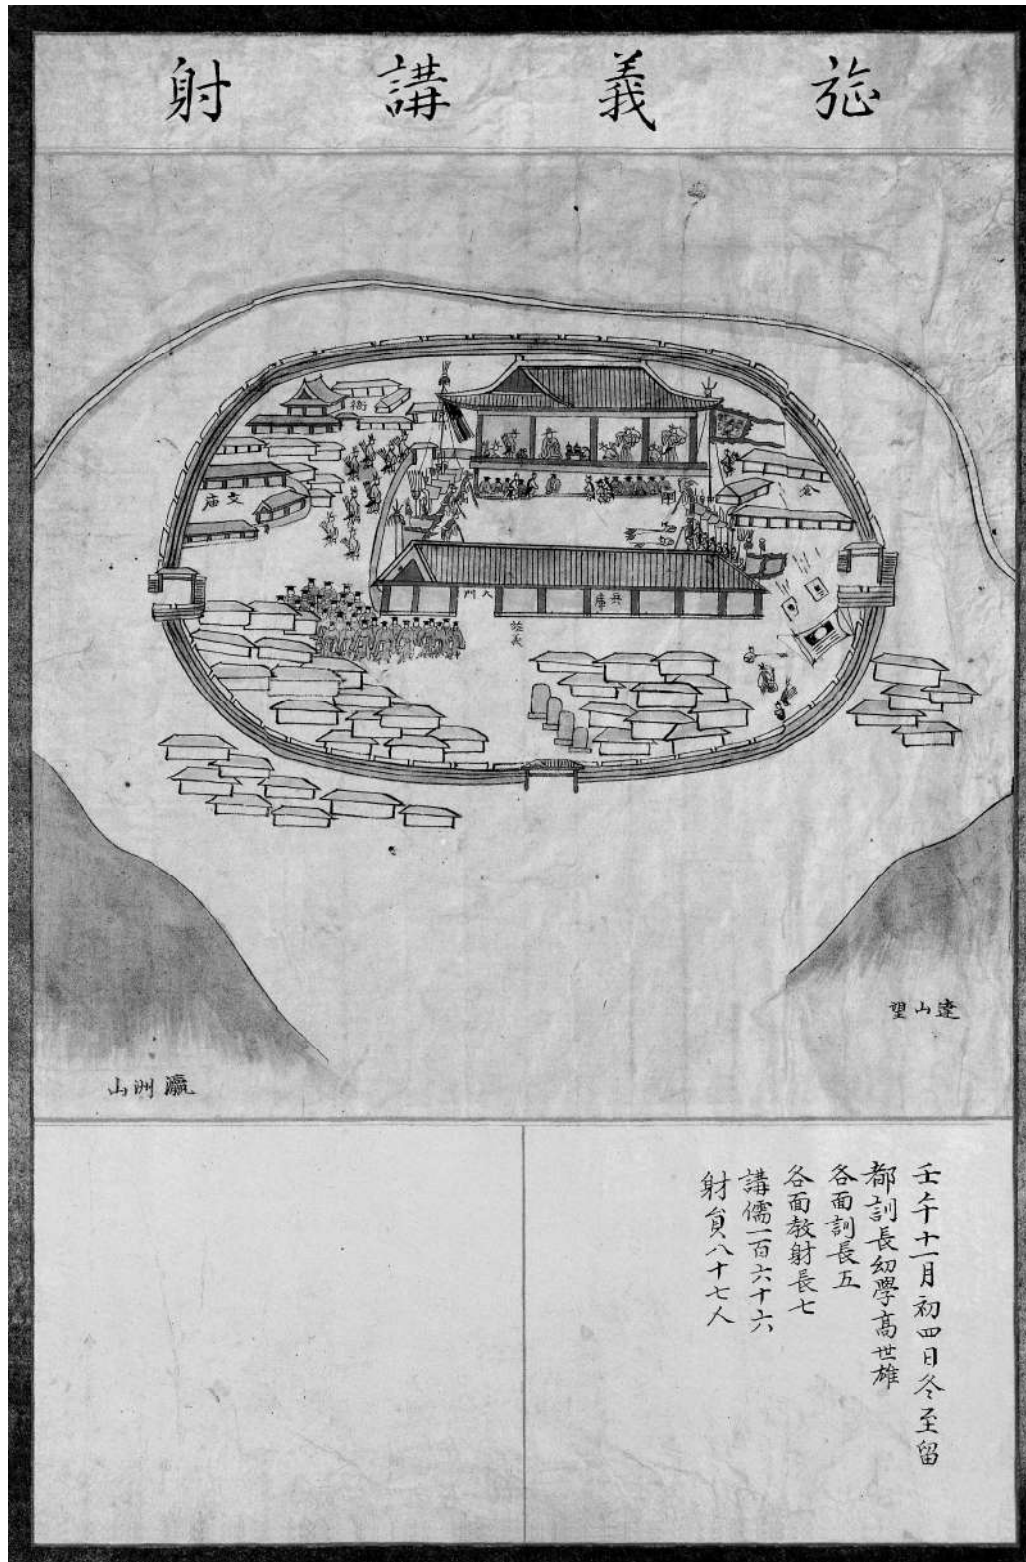 旌義講射
衙
文庙
倉
大門
兵庫
旌義
達山望
瀛洲山
壬午十一月初四日冬至留
都訓長幼學高世雄
各面訓長五
各面教射長七
講儒一百六十六
射貟八十七人